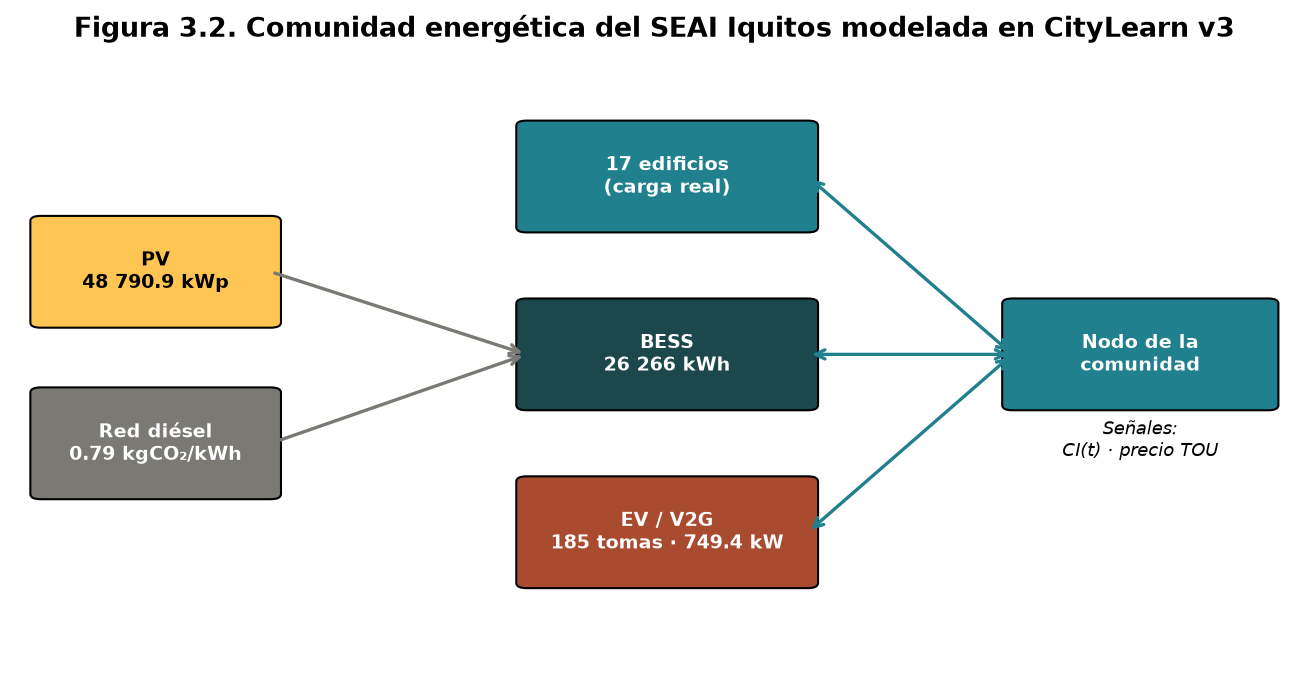 Figura 3.2. Comunidad energética del SEAI Iquitos modelada en CityLearn v3
17 edificios
(carga real)
PV
48 790.9 kWp
BESS
26 266 kWh
Nodo de la
comunidad
Red diésel
0.79 kgCO₂/kWh
Señales:
CI(t) · precio TOU
EV / V2G
185 tomas · 749.4 kW